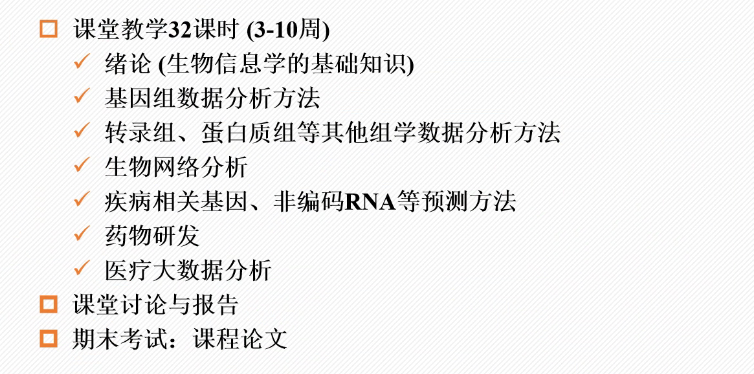 课堂教学32课时 (3-10周)
绪论 (生物信息学的基础知识)
基因组数据分析方法
转录组、蛋白质组等其他组学数据分析方法
生物网络分析
疾病相关基因、非编码RNA等预测方法
药物研发
医疗大数据分析
课堂讨论与报告
期末考试：课程论文